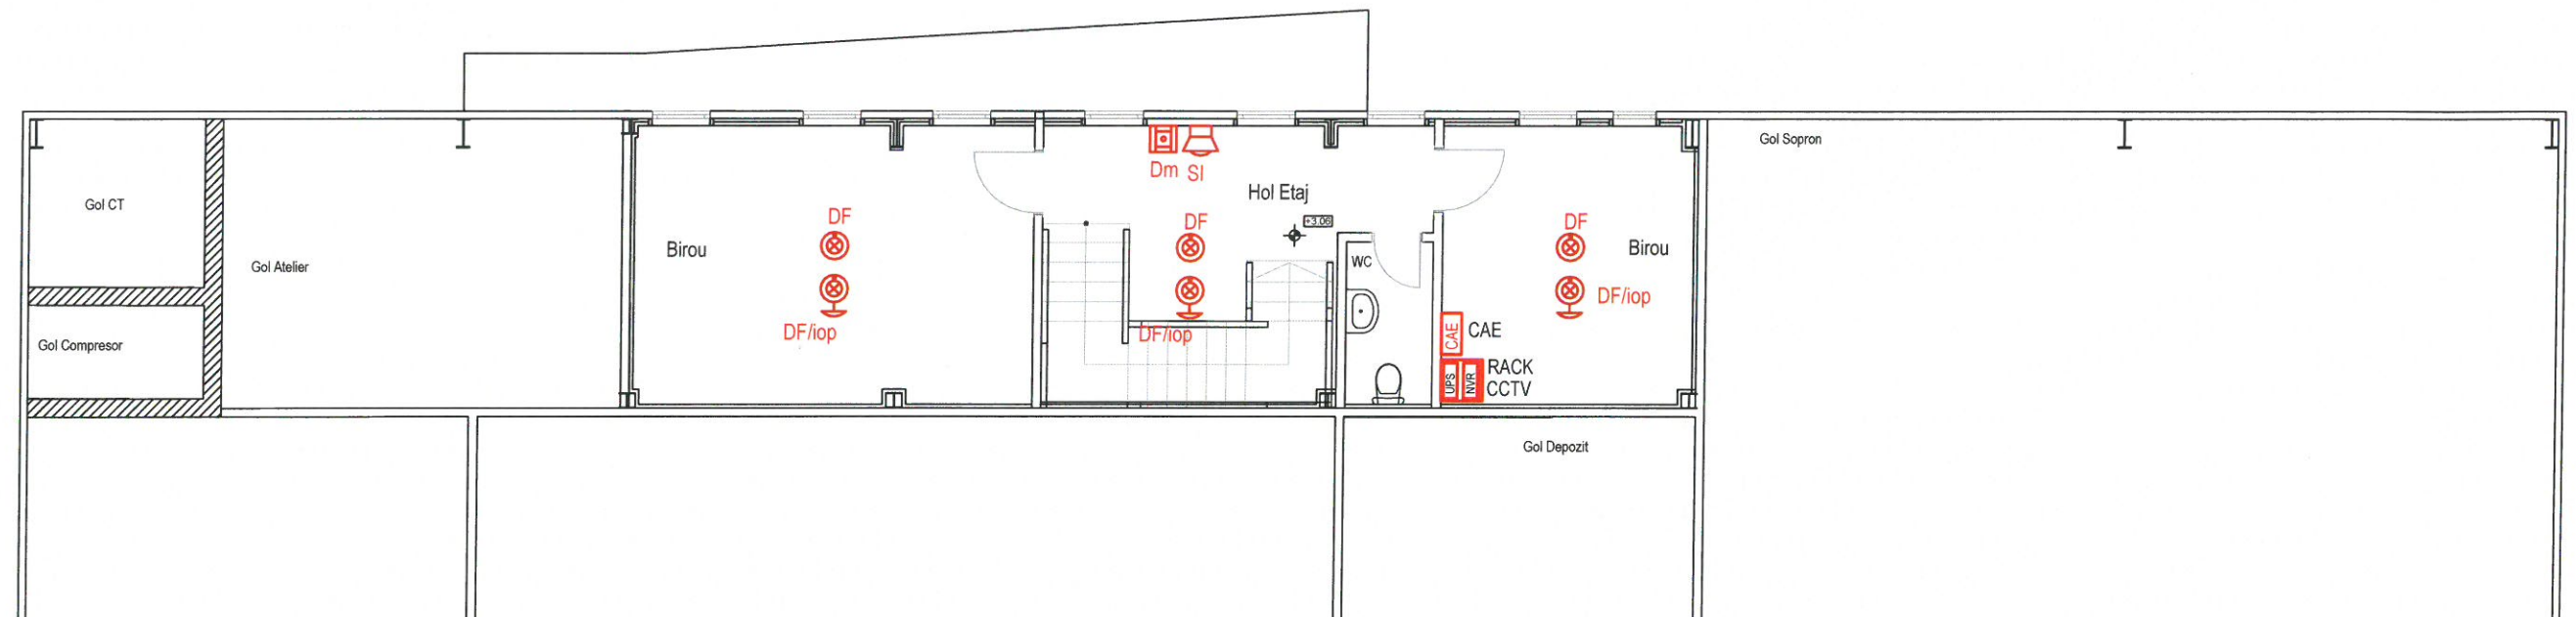 Gol CT
Gol Compresor
Gol Atelier
Birou
DF
DF/iop
Dm
SI
DF
DF/iop
Hol Etaj
+3.06
WC
DF
DF/iop
Birou
CAE
CAE
UPS
NVR
RACK
CCTV
Gol Sopron
Gol Depozit